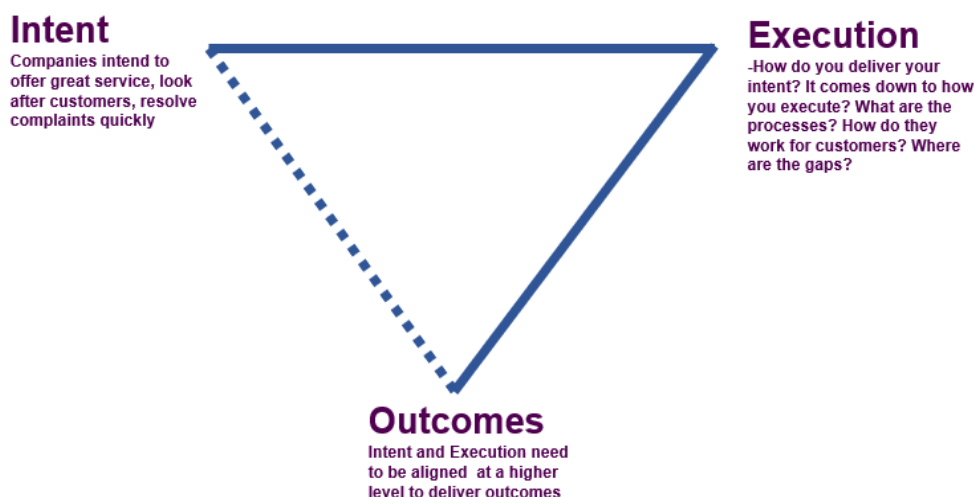 Intent
Companies intend to
offer great service, look
after customers, resolve
complaints quickly
Execution
-How do you deliver your
intent? It comes down to how
you execute? What are the
processes? How do they
work for customers? Where
are the gaps?
Outcomes
Intent and Execution need
to be aligned at a higher
level to deliver outcomes